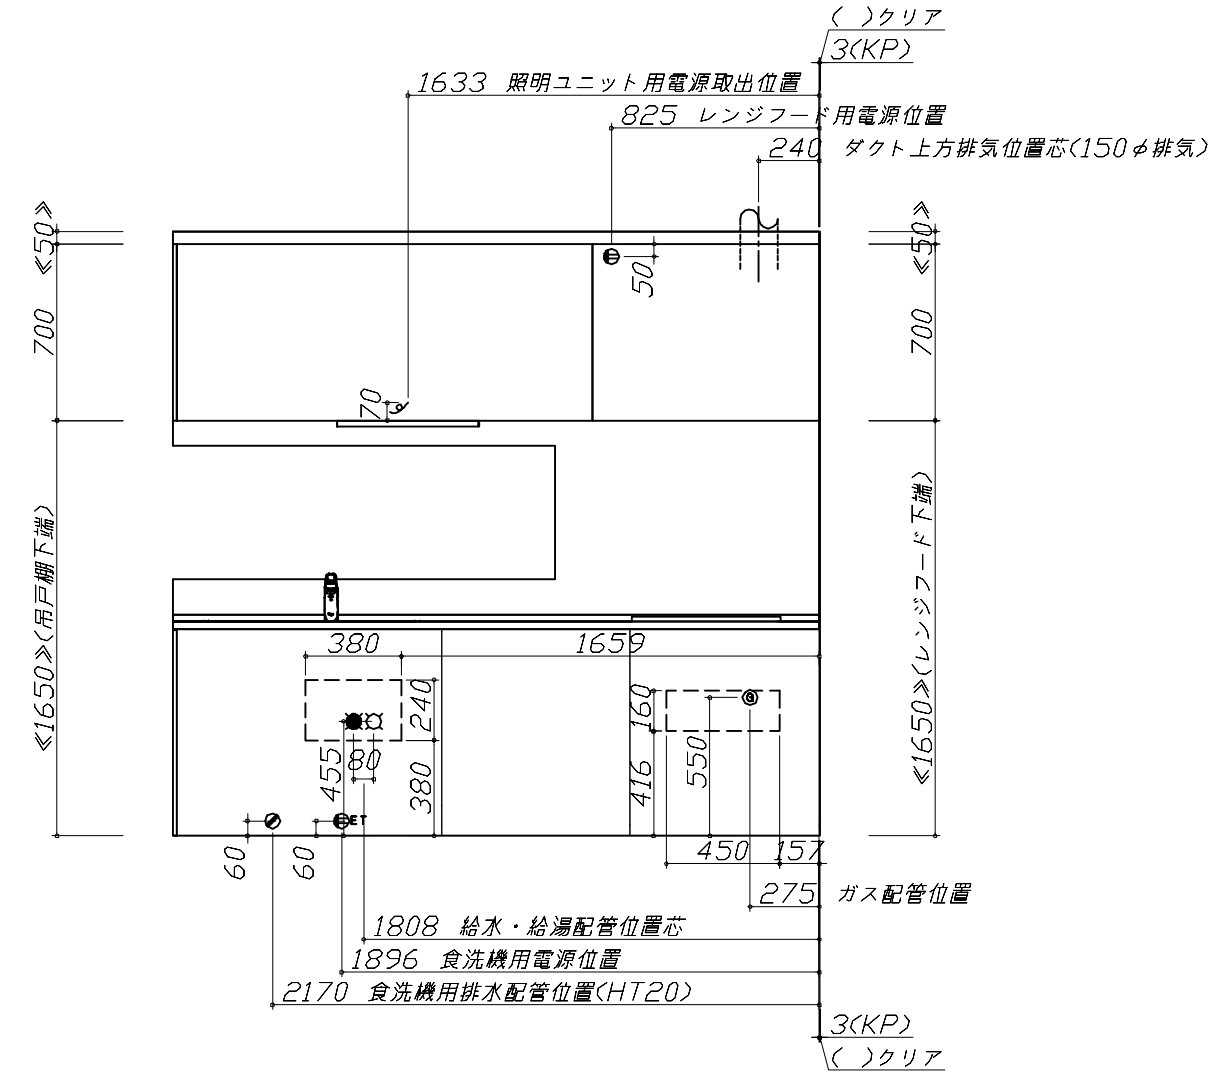 ( )クリア
3(KP)
1633 照明ユニット用電源取出位置
825 レンジフード用電源位置
240 ダクト上方排気位置芯(150φ排気)
≪50≫
≪50≫
50
700
700
70
≪1650≫(吊戸棚下端)
≪1650≫(レンジフード下端)
380
1659
240
160
455
80
380
416
550
ET
60
60
450
157
275 ガス配管位置
1808 給水・給湯配管位置芯
1896 食洗機用電源位置
2170 食洗機用排水配管位置(HT20)
3(KP)
( )クリア